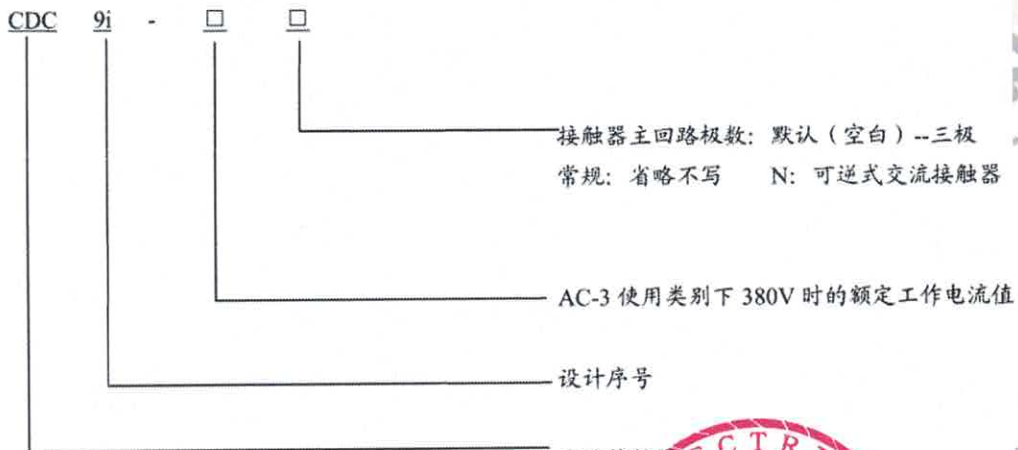 CDC 9i - □ □
接触器主回路极数：默认（空白）--三极
常规：省略不写 N：可逆式交流接触器
AC-3 使用类别下 380V 时的额定工作电流值
设计序号
C T R